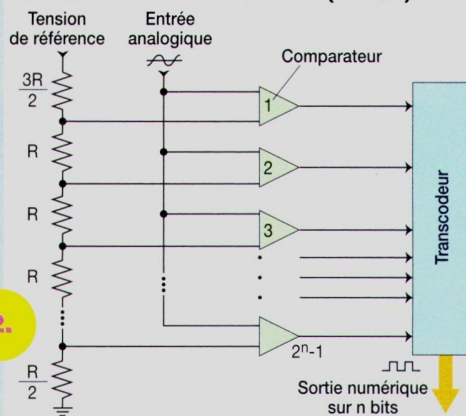 Tension
de référence
Entrée
analogique
Comparateur
3R
2
R
R
R
R
2
1
2
3
2ⁿ-1
Transcodeur
Sortie numérique
sur n bits